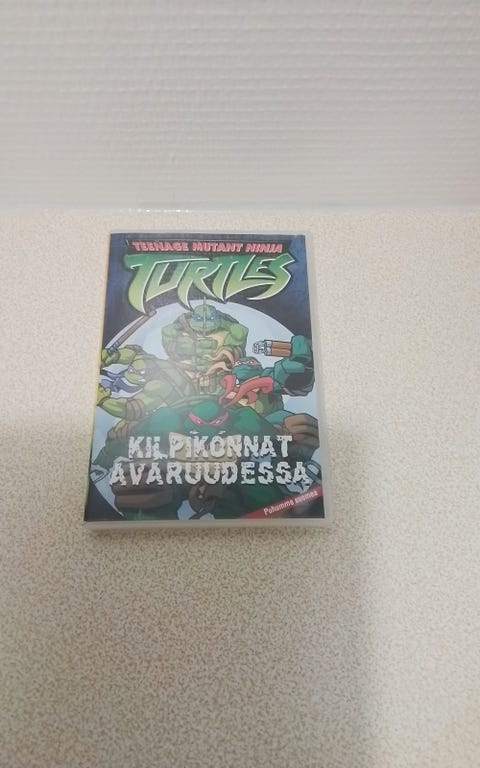 TEENAGE MUTANT NINJA
TURTLES
KILPIKONNAT
AVARUUDESSA
Puhumme suomea